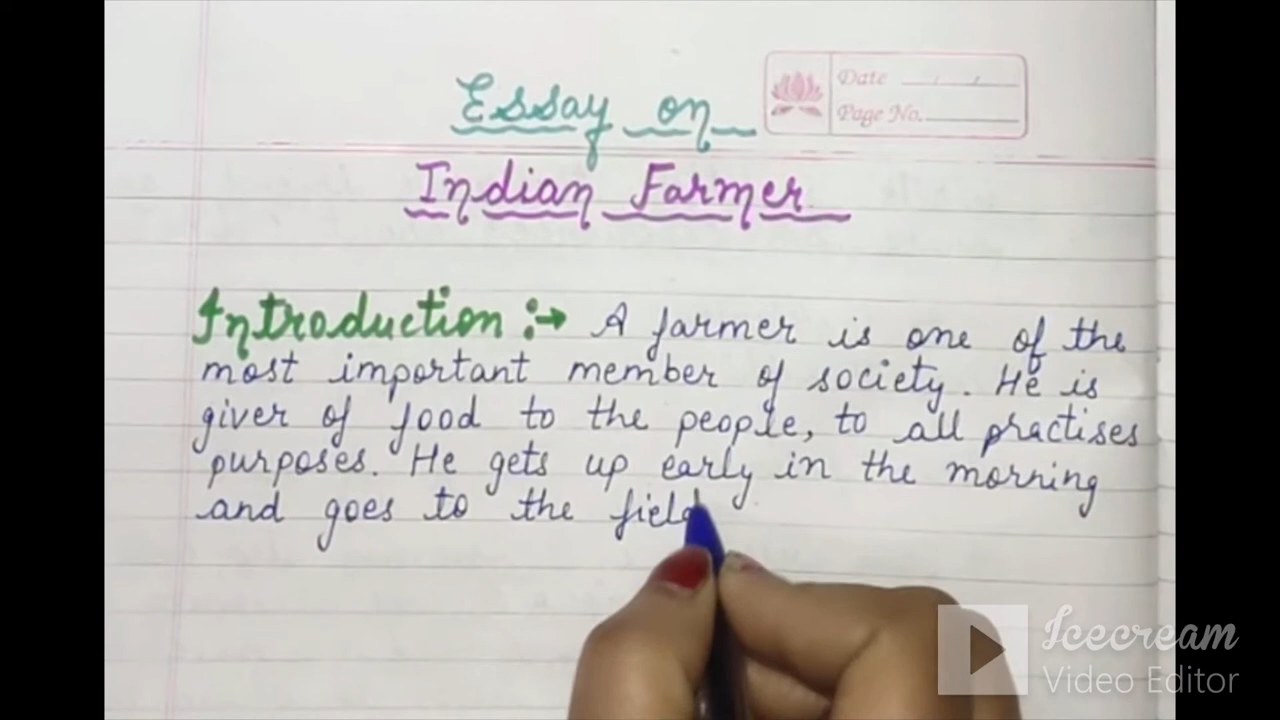 Essay on
Date
Page No.
Indian Farmer
Introduction :→ A farmer is one of the
most important member of society. He is
giver of food to the people, to all practises
purposes. He gets up early in the morning
and goes to the field
Icecream
Video Editor